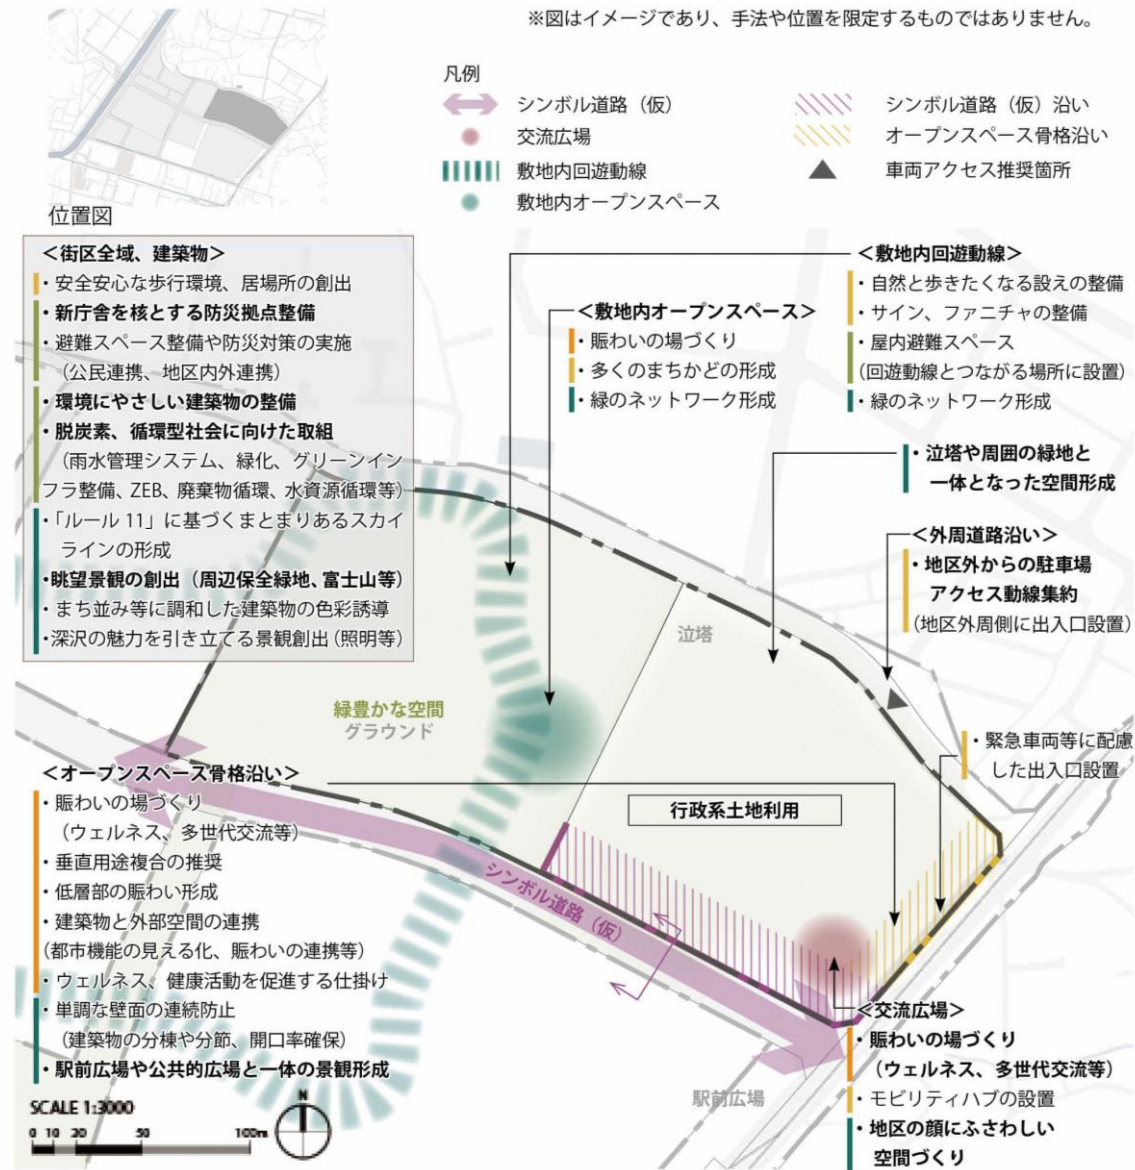 ※図はイメージであり、手法や位置を限定するものではありません。
凡例
シンボル道路（仮）
交流広場
敷地内回遊動線
敷地内オープンスペース
シンボル道路（仮）沿い
オープンスペース骨格沿い
車両アクセス推奨箇所
位置図
＜街区全域、建築物＞
・安全安心な歩行環境、居場所の創出
・新庁舎を核とする防災拠点整備
・避難スペース整備や防災対策の実施
（公民連携、地区内外連携）
・環境にやさしい建築物の整備
・脱炭素、循環型社会に向けた取組
（雨水管理システム、緑化、グリーンイン
フラ整備、ZEB、廃棄物循環、水資源循環等）
・「ルール 11」に基づくまとまりあるスカイ
ラインの形成
・眺望景観の創出（周辺保全緑地、富士山等）
・まち並み等に調和した建築物の色彩誘導
・深沢の魅力を引き立てる景観創出（照明等）
＜敷地内オープンスペース＞
・賑わいの場づくり
・多くのまちかどの形成
・緑のネットワーク形成
＜敷地内回遊動線＞
・自然と歩きたくなる設えの整備
・サイン、ファニチャの整備
・屋内避難スペース
（回遊動線とつながる場所に設置）
・緑のネットワーク形成
・泣塔や周囲の緑地と
一体となった空間形成
＜外周道路沿い＞
・地区外からの駐車場
アクセス動線集約
（地区外周側に出入口設置）
・緊急車両等に配慮
した出入口設置
泣塔
緑豊かな空間
グラウンド
行政系土地利用
シンボル道路（仮）
＜オープンスペース骨格沿い＞
・賑わいの場づくり
（ウェルネス、多世代交流等）
・垂直用途複合の推奨
・低層部の賑わい形成
・建築物と外部空間の連携
（都市機能の見える化、賑わいの連携等）
・ウェルネス、健康活動を促進する仕掛け
・単調な壁面の連続防止
（建築物の分棟や分節、開口率確保）
・駅前広場や公共的広場と一体の景観形成
＜交流広場＞
・賑わいの場づくり
（ウェルネス、多世代交流等）
・モビリティハブの設置
・地区の顔にふさわしい
空間づくり
駅前広場
SCALE 1:3000
0 10 20 50 100m
N